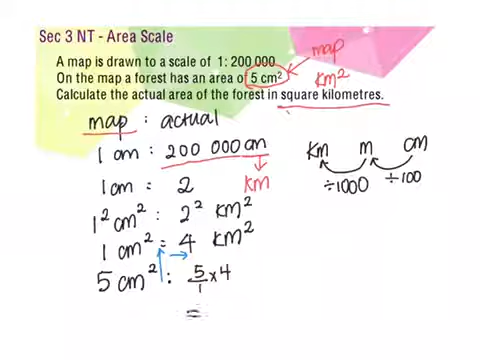 Sec 3 NT - Area Scale
A map is drawn to a scale of 1: 200 000
On the map a forest has an area o 5 cm²
map
km²
Calculate the actual area of the forest in square kilometres.
map : actual
1 cm : 200 000 cm
km
1 cm : 2
1² cm² : 2² km²
1 cm² : 4 km²
5 cm² : 5/1 × 4
=
km m cm
÷1000 ÷100